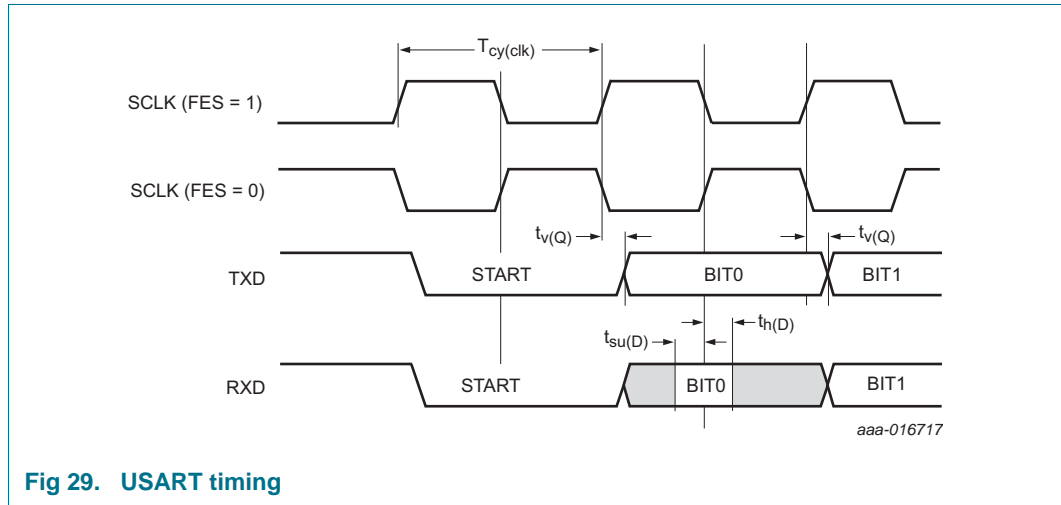 Tcy(clk)
SCLK (FES = 1)
SCLK (FES = 0)
tv(Q)
tv(Q)
TXD
START
BIT0
BIT1
tsu(D)
th(D)
RXD
START
BIT0
BIT1
aaa-016717
Fig 29. USART timing